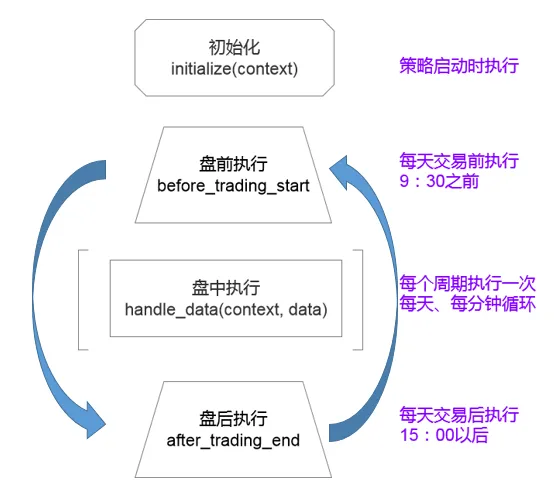 初始化
initialize(context)
策略启动时执行
盘前执行
before_trading_start
每天交易前执行
9：30之前
盘中执行
handle_data(context, data)
每个周期执行一次
每天、每分钟循环
盘后执行
after_trading_end
每天交易后执行
15：00以后